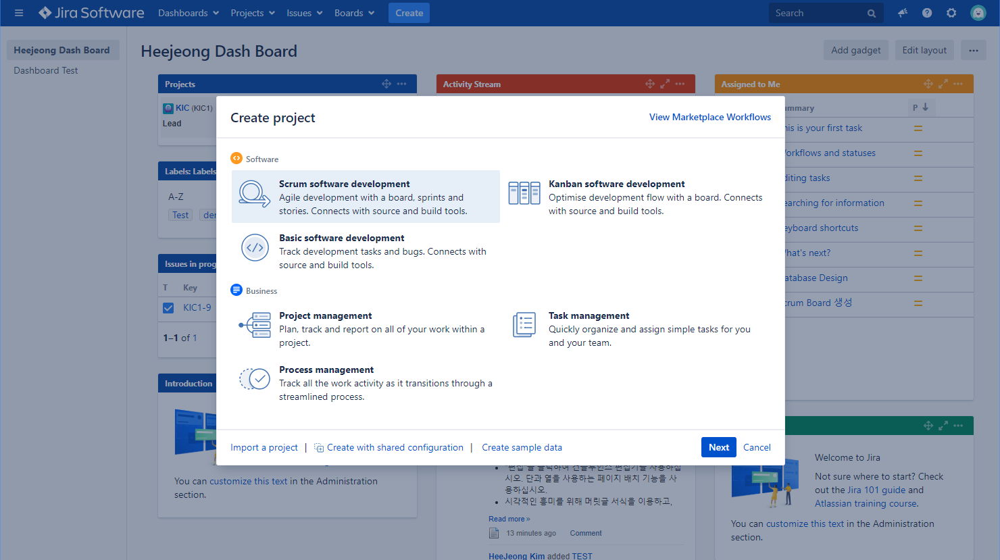 Jira Software
Dashboards
Projects
Issues
Boards
Create
Search
Heejeong Dash Board
Dashboard Test
Heejeong Dash Board
Add gadget
Edit layout
Projects
KIC (KIC1)
Lead
Labels: Labels
A-Z
Test
Issues in prog
T
Key
KIC1-9
1–1 of 1
Introduction
You can customize this text in the Administration
section.
Activity Stream
Assigned to Me
P
his is your first task
orkflows and statuses
diting tasks
earching for information
eyboard shortcuts
hat's next?
atabase Design
crum Board 생성
Create project
View Marketplace Workflows
Software
Scrum software development
Agile development with a board, sprints and
stories. Connects with source and build tools.
Kanban software development
Optimise development flow with a board. Connects
with source and build tools.
Basic software development
Track development tasks and bugs. Connects with
source and build tools.
Business
Project management
Plan, track and report on all of your work within a
project.
Task management
Quickly organize and assign simple tasks for you
and your team.
Process management
Track all the work activity as it transitions through a
streamlined process.
Import a project
Create with shared configuration
Create sample data
Next
Cancel
시오. 단과 열을 사용하는 페이지 배치 기능을 사
용하십시오.
시각적인 흥미를 위해 머릿글 서식을 이용하고,
Read more »
13 minutes ago
Comment
HeeJeong Kim added TEST
Welcome to Jira
Not sure where to start? Check
out the Jira 101 guide and
Atlassian training course.
You can customize this text in the Administration
section.